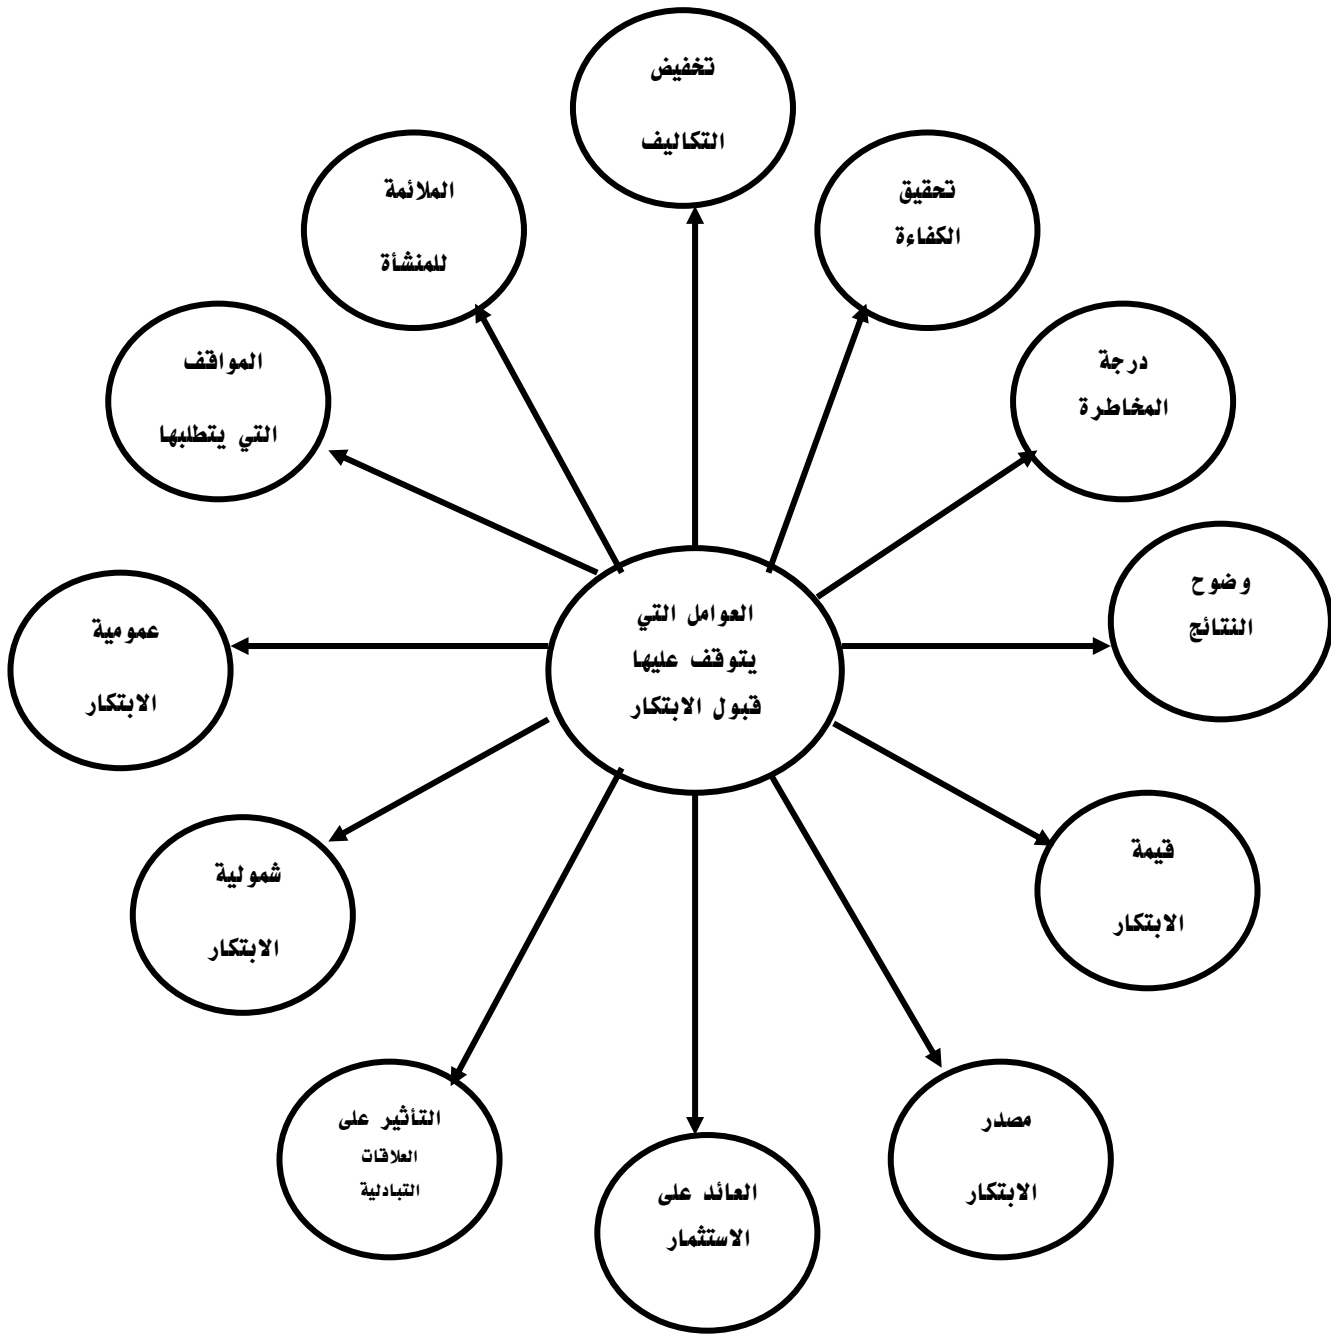 تخفيض
التكاليف
تحقيق
الكفاءة
درجة
المخاطرة
وضوح
النتائج
قيمة
الابتكار
مصدر
الابتكار
العائد على
الاستثمار
التأثير على
العلاقات
التبادلية
شمولية
الابتكار
عمومية
الابتكار
المواقف
التي يتطلبها
الملائمة
للمنشأة
العوامل التي
يتوقف عليها
قبول الابتكار